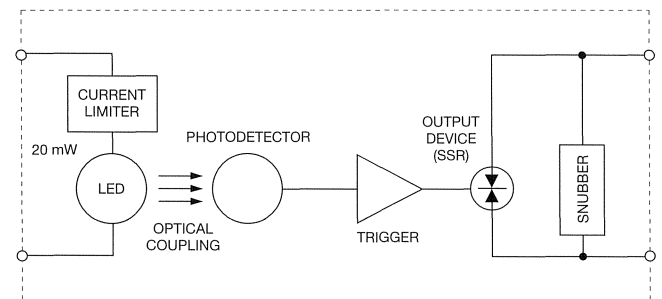 CURRENT
LIMITER
20 mW
LED
OPTICAL
COUPLING
PHOTODETECTOR
TRIGGER
OUTPUT
DEVICE
(SSR)
SNUBBER